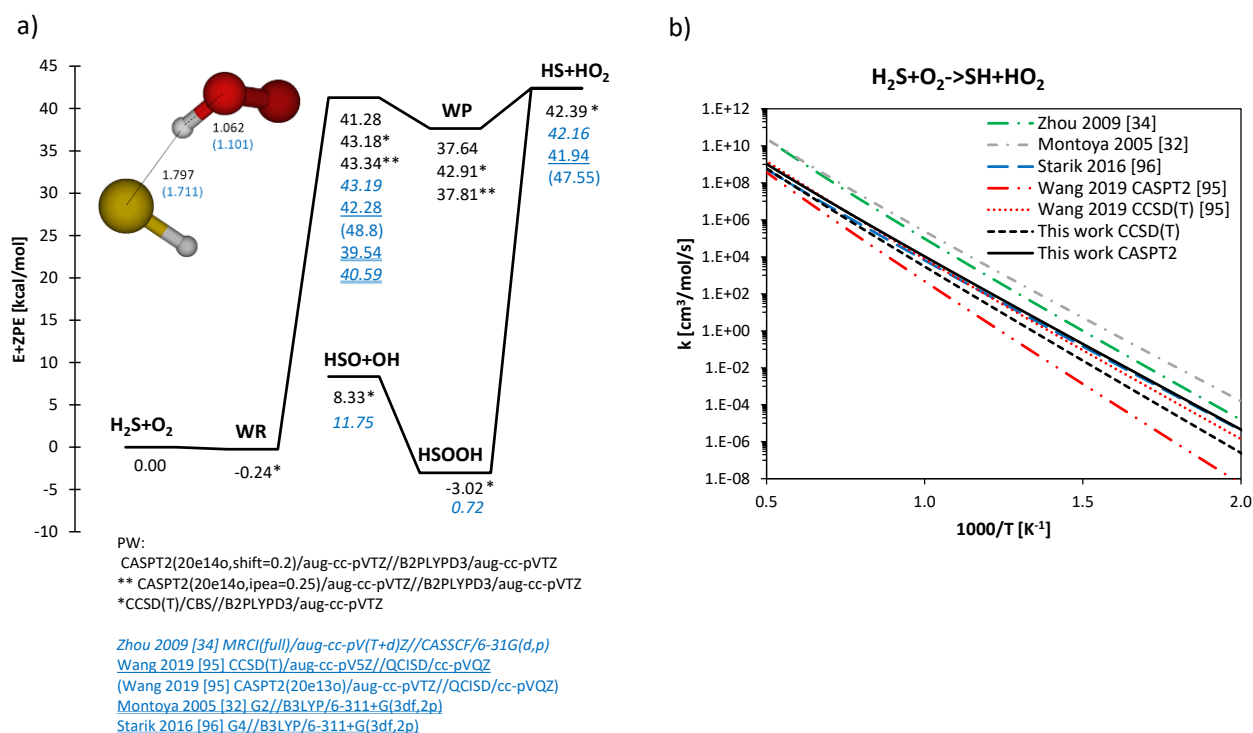 a)
45
40
35
30
25
20
15
10
5
0
-5
-10
E+ZPE [kcal/mol]
1.062
(1.101)
1.797
(1.711)
H2S+O2
0.00
WR
-0.24*
41.28
43.18*
43.34**
43.19
42.28
(48.8)
39.54
40.59
WP
37.64
42.91*
37.81**
HS+HO2
42.39*
42.16
41.94
(47.55)
HSO+OH
8.33*
11.75
HSOOH
-3.02*
0.72
PW:
CASPT2(20e14o,shift=0.2)/aug-cc-pVTZ//B2PLYPD3/aug-cc-pVTZ
** CASPT2(20e14o,ipea=0.25)/aug-cc-pVTZ//B2PLYPD3/aug-cc-pVTZ
*CCSD(T)/CBS//B2PLYPD3/aug-cc-pVTZ
Zhou 2009 [34] MRCI(full)/aug-cc-pV(T+d)Z//CASSCF/6-31G(d,p)
Wang 2019 [95] CCSD(T)/aug-cc-pV5Z//QCISD/cc-pVQZ
(Wang 2019 [95] CASPT2(20e13o)/aug-cc-pVTZ//QCISD/cc-pVQZ)
Montoya 2005 [32] G2//B3LYP/6-311+G(3df,2p)
Starik 2016 [96] G4//B3LYP/6-311+G(3df,2p)
b)
H2S+O2->SH+HO2
1.E+12
1.E+10
1.E+08
1.E+06
1.E+04
1.E+02
1.E+00
1.E-02
1.E-04
1.E-06
1.E-08
k [cm3/mol/s]
Zhou 2009 [34]
Montoya 2005 [32]
Starik 2016 [96]
Wang 2019 CASPT2 [95]
Wang 2019 CCSD(T) [95]
This work CCSD(T)
This work CASPT2
0.5
1.0
1.5
2.0
1000/T [K-1]